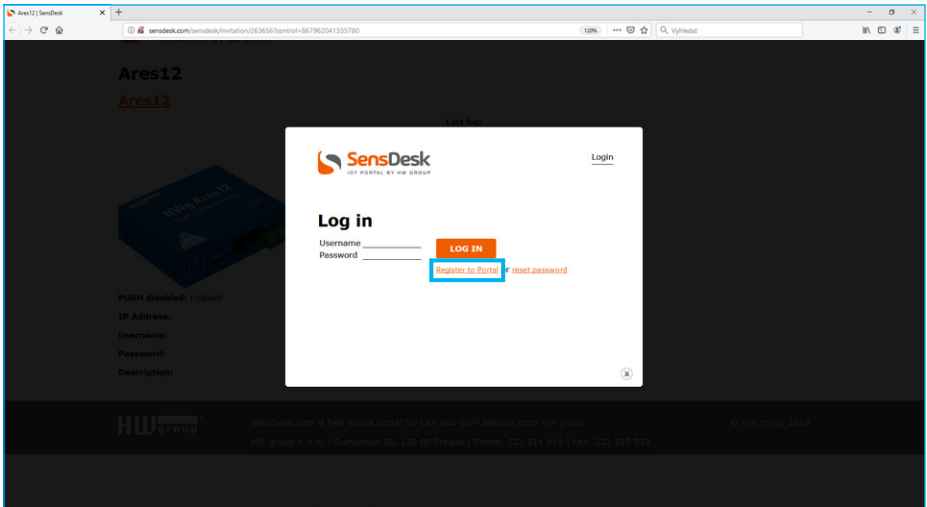 Ares12 | SensDesk
sensdesk.com/sensdesk/invitation/263656?control=867962041335780
120%
Vyhledat
Ares12
Ares12
Last log:
SensDesk
IOT PORTAL BY HW GROUP
Login
Log in
Username
Password
LOG IN
Register to Portal or reset password
HWg-Ares12
PUSH disabled: Enabled
IP Address:
Username:
Password:
Description:
x
HWgroup
SensDesk.com is free online portal for LAN and GSM sensors from HW group.
© HW group 2019
HW group s. r. o. | Rumunská 26, 120 00 Prague | Phone: 222 511 918 | Fax: 222 513 833